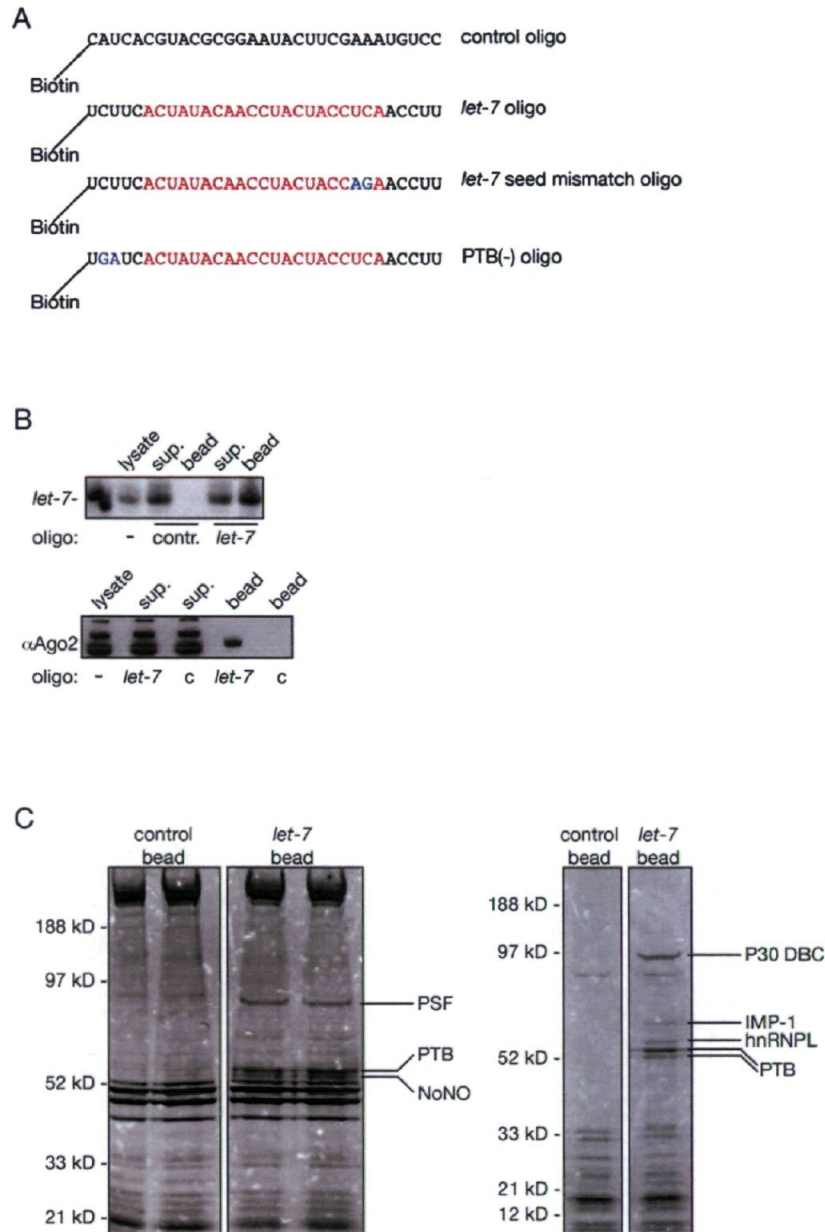 A
CAUCACGUACGCGGAAUACUUCGAAAUGUCC control oligo
Biotin
UCUUCACUAUACAACCUACUACCUCAACCUU let-7 oligo
Biotin
UCUUCACUAUACAACCUACUACCAGAACCUU let-7 seed mismatch oligo
Biotin
UGAUCACUAUACAACCUACUACCUCAACCUU PTB(-) oligo
Biotin
B
lysate sup. bead sup. bead
let-7-
oligo: - contr. let-7
lysate sup. sup. bead bead
αAgo2
oligo: - let-7 c let-7 c
C
control bead
let-7 bead
188 kD -
97 kD -
52 kD -
33 kD -
21 kD -
PSF
PTB
NoNO
control bead
let-7 bead
188 kD -
97 kD -
52 kD -
33 kD -
21 kD -
12 kD -
P30 DBC
IMP-1
hnRNPL
PTB